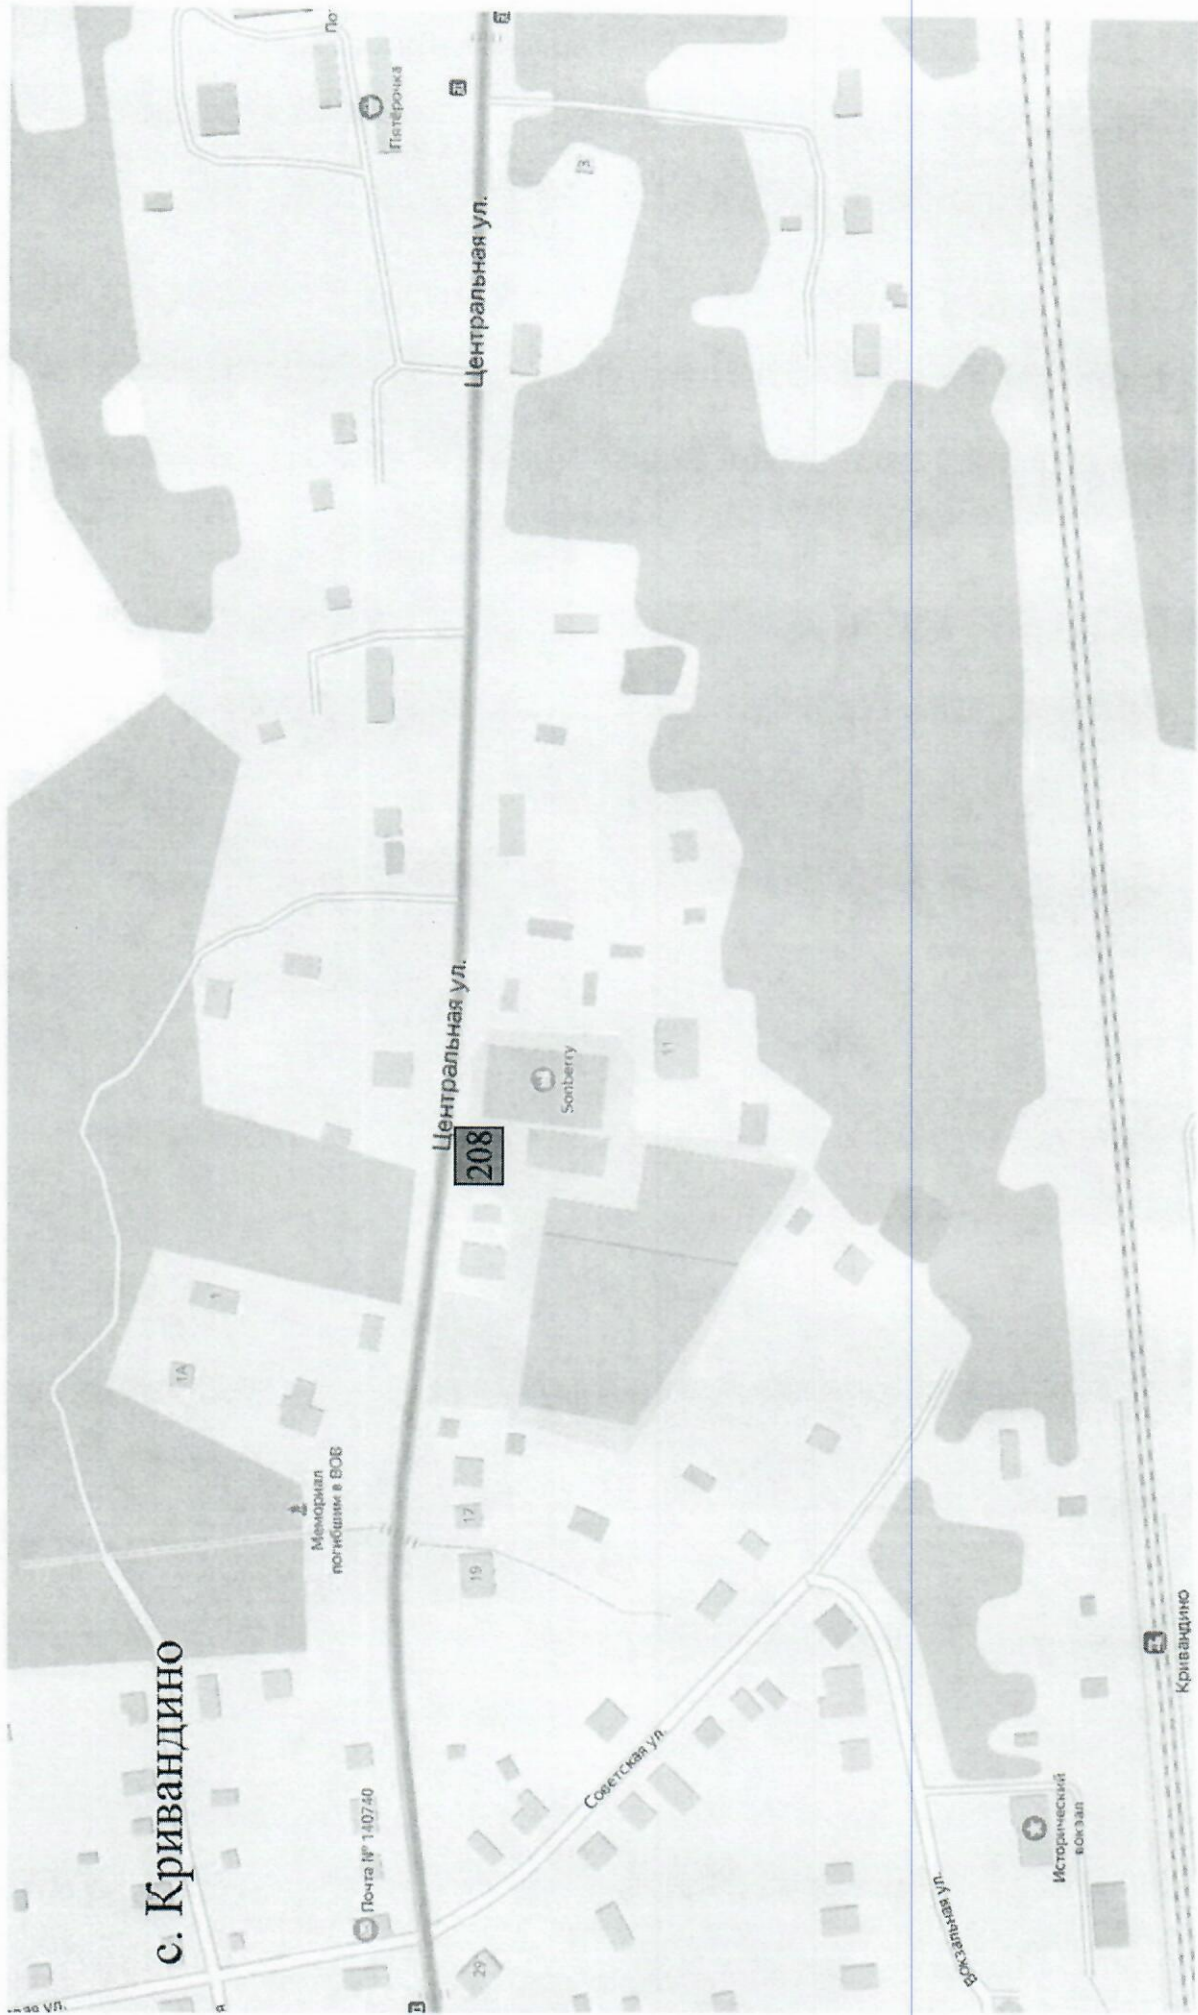 с. Кривандино
Пятёрочка
Центральная ул.
13
Центральная ул.
208
Sonberry
11
1
1А
Мемориал
погибшим в ВОВ
17
19
Почта № 140740
Советская ул.
29
Вокзальная ул.
Исторический
вокзал
Кривандино